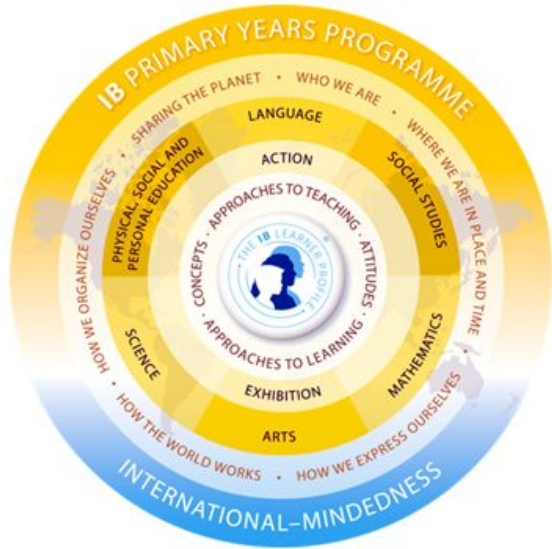 IB PRIMARY YEARS PROGRAMME
SHARING THE PLANET • WHO WE ARE • WHERE WE ARE IN PLACE AND TIME • HOW WE EXPRESS OURSELVES • HOW THE WORLD WORKS • HOW WE ORGANIZE OURSELVES •
LANGUAGE
SOCIAL STUDIES
MATHEMATICS
ARTS
SCIENCE
PHYSICAL, SOCIAL AND
PERSONAL EDUCATION
ACTION
EXHIBITION
APPROACHES TO TEACHING · ATTITUDES · APPROACHES TO LEARNING · CONCEPTS ·
THE IB LEARNER PROFILE
®
INTERNATIONAL–MINDEDNESS